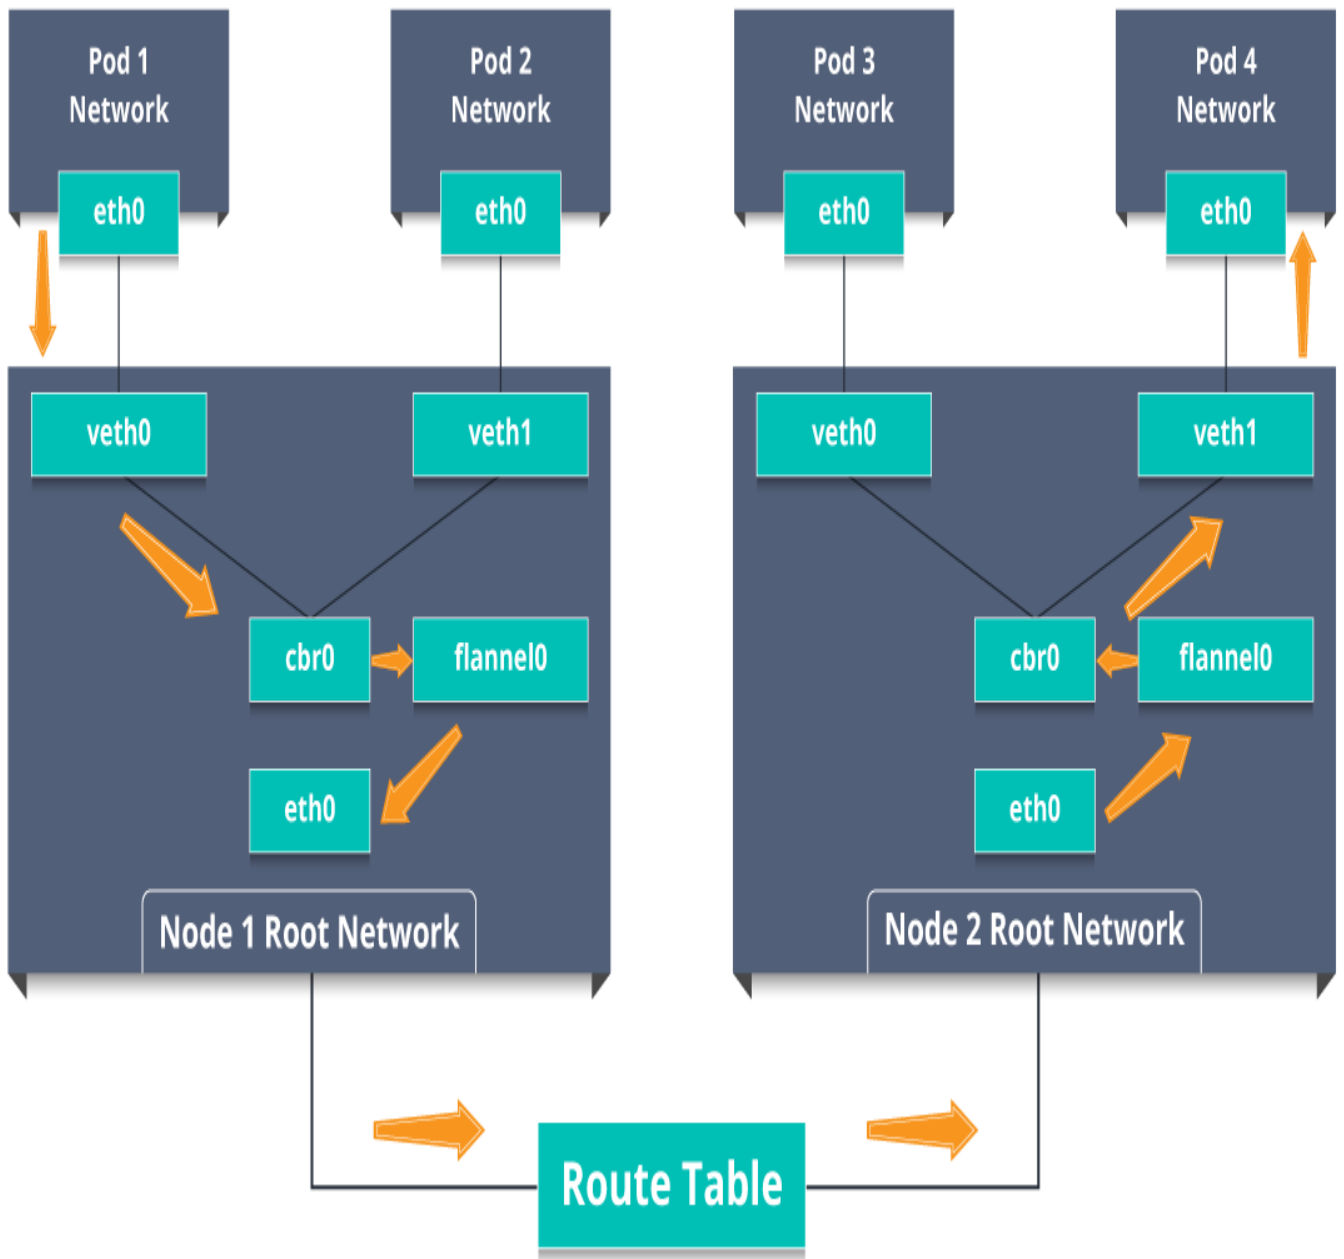 Pod 1
Network
Pod 2
Network
Pod 3
Network
Pod 4
Network
eth0
eth0
eth0
eth0
veth0
veth1
veth0
veth1
cbr0
flannel0
cbr0
flannel0
eth0
eth0
Node 1 Root Network
Node 2 Root Network
Route Table